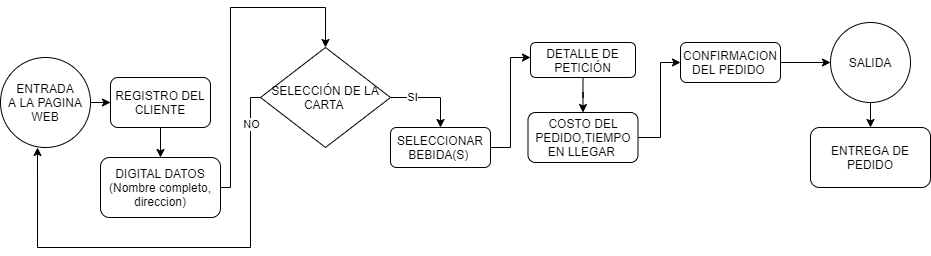 ENTRADA
A LA PAGINA
WEB
REGISTRO DEL
CLIENTE
DIGITAL DATOS
(Nombre completo,
direccion)
SELECCIÓN DE LA
CARTA
NO
SI
SELECCIONAR
BEBIDA(S)
DETALLE DE
PETICIÓN
COSTO DEL
PEDIDO,TIEMPO
EN LLEGAR
CONFIRMACION
DEL PEDIDO
SALIDA
ENTREGA DE
PEDIDO